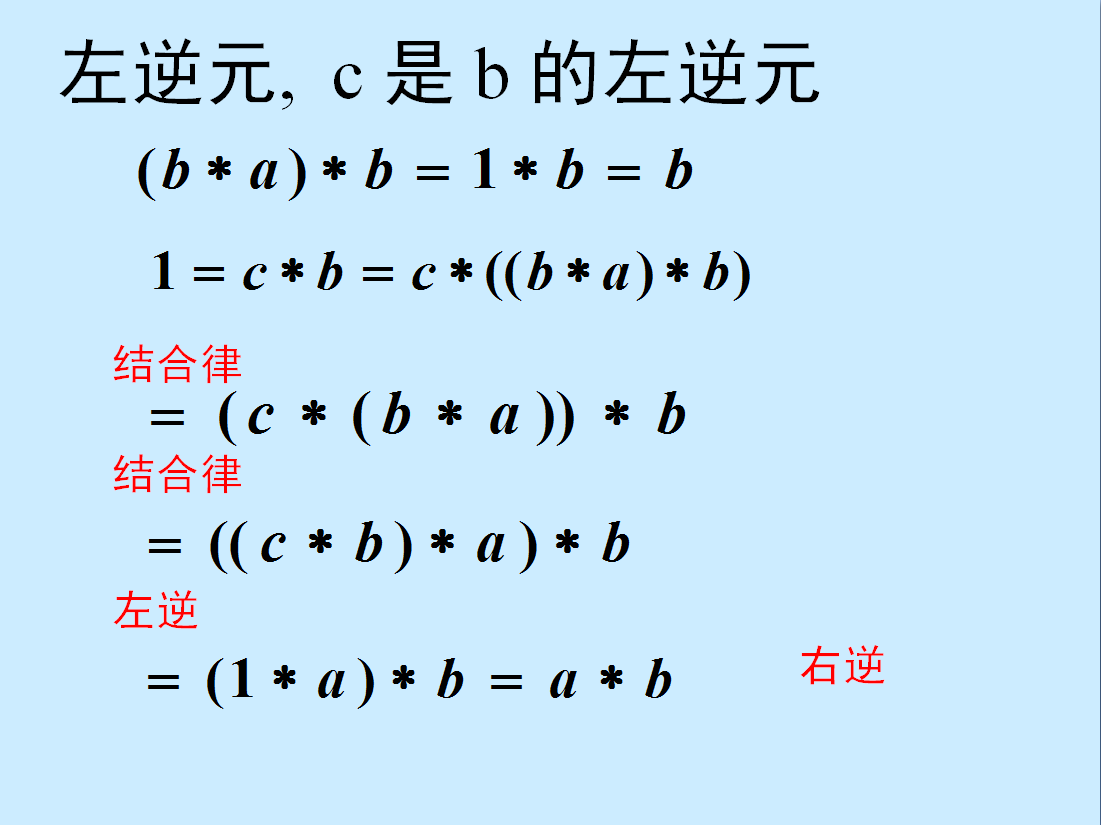 左逆元, c 是 b 的左逆元
(b * a) * b = 1 * b = b
1 = c * b = c * ((b * a) * b)
结合律
= (c * (b * a)) * b
结合律
= ((c * b) * a) * b
左逆
= (1 * a) * b = a * b
右逆